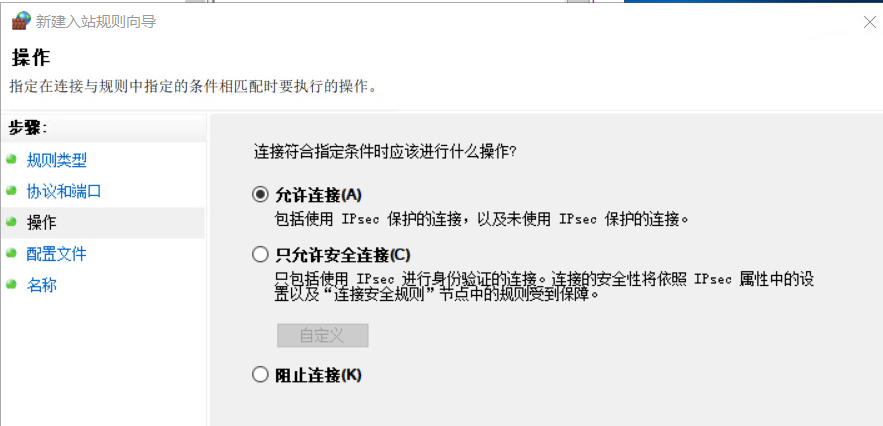 新建入站规则向导
操作
指定在连接与规则中指定的条件相匹配时要执行的操作。
步骤:
规则类型
协议和端口
操作
配置文件
名称
连接符合指定条件时应该进行什么操作?
允许连接(A)
包括使用 IPsec 保护的连接，以及未使用 IPsec 保护的连接。
只允许安全连接(C)
只包括使用 IPsec 进行身份验证的连接。连接的安全性将依照 IPsec 属性中的设
置以及“连接安全规则”节点中的规则受到保障。
自定义
阻止连接(K)